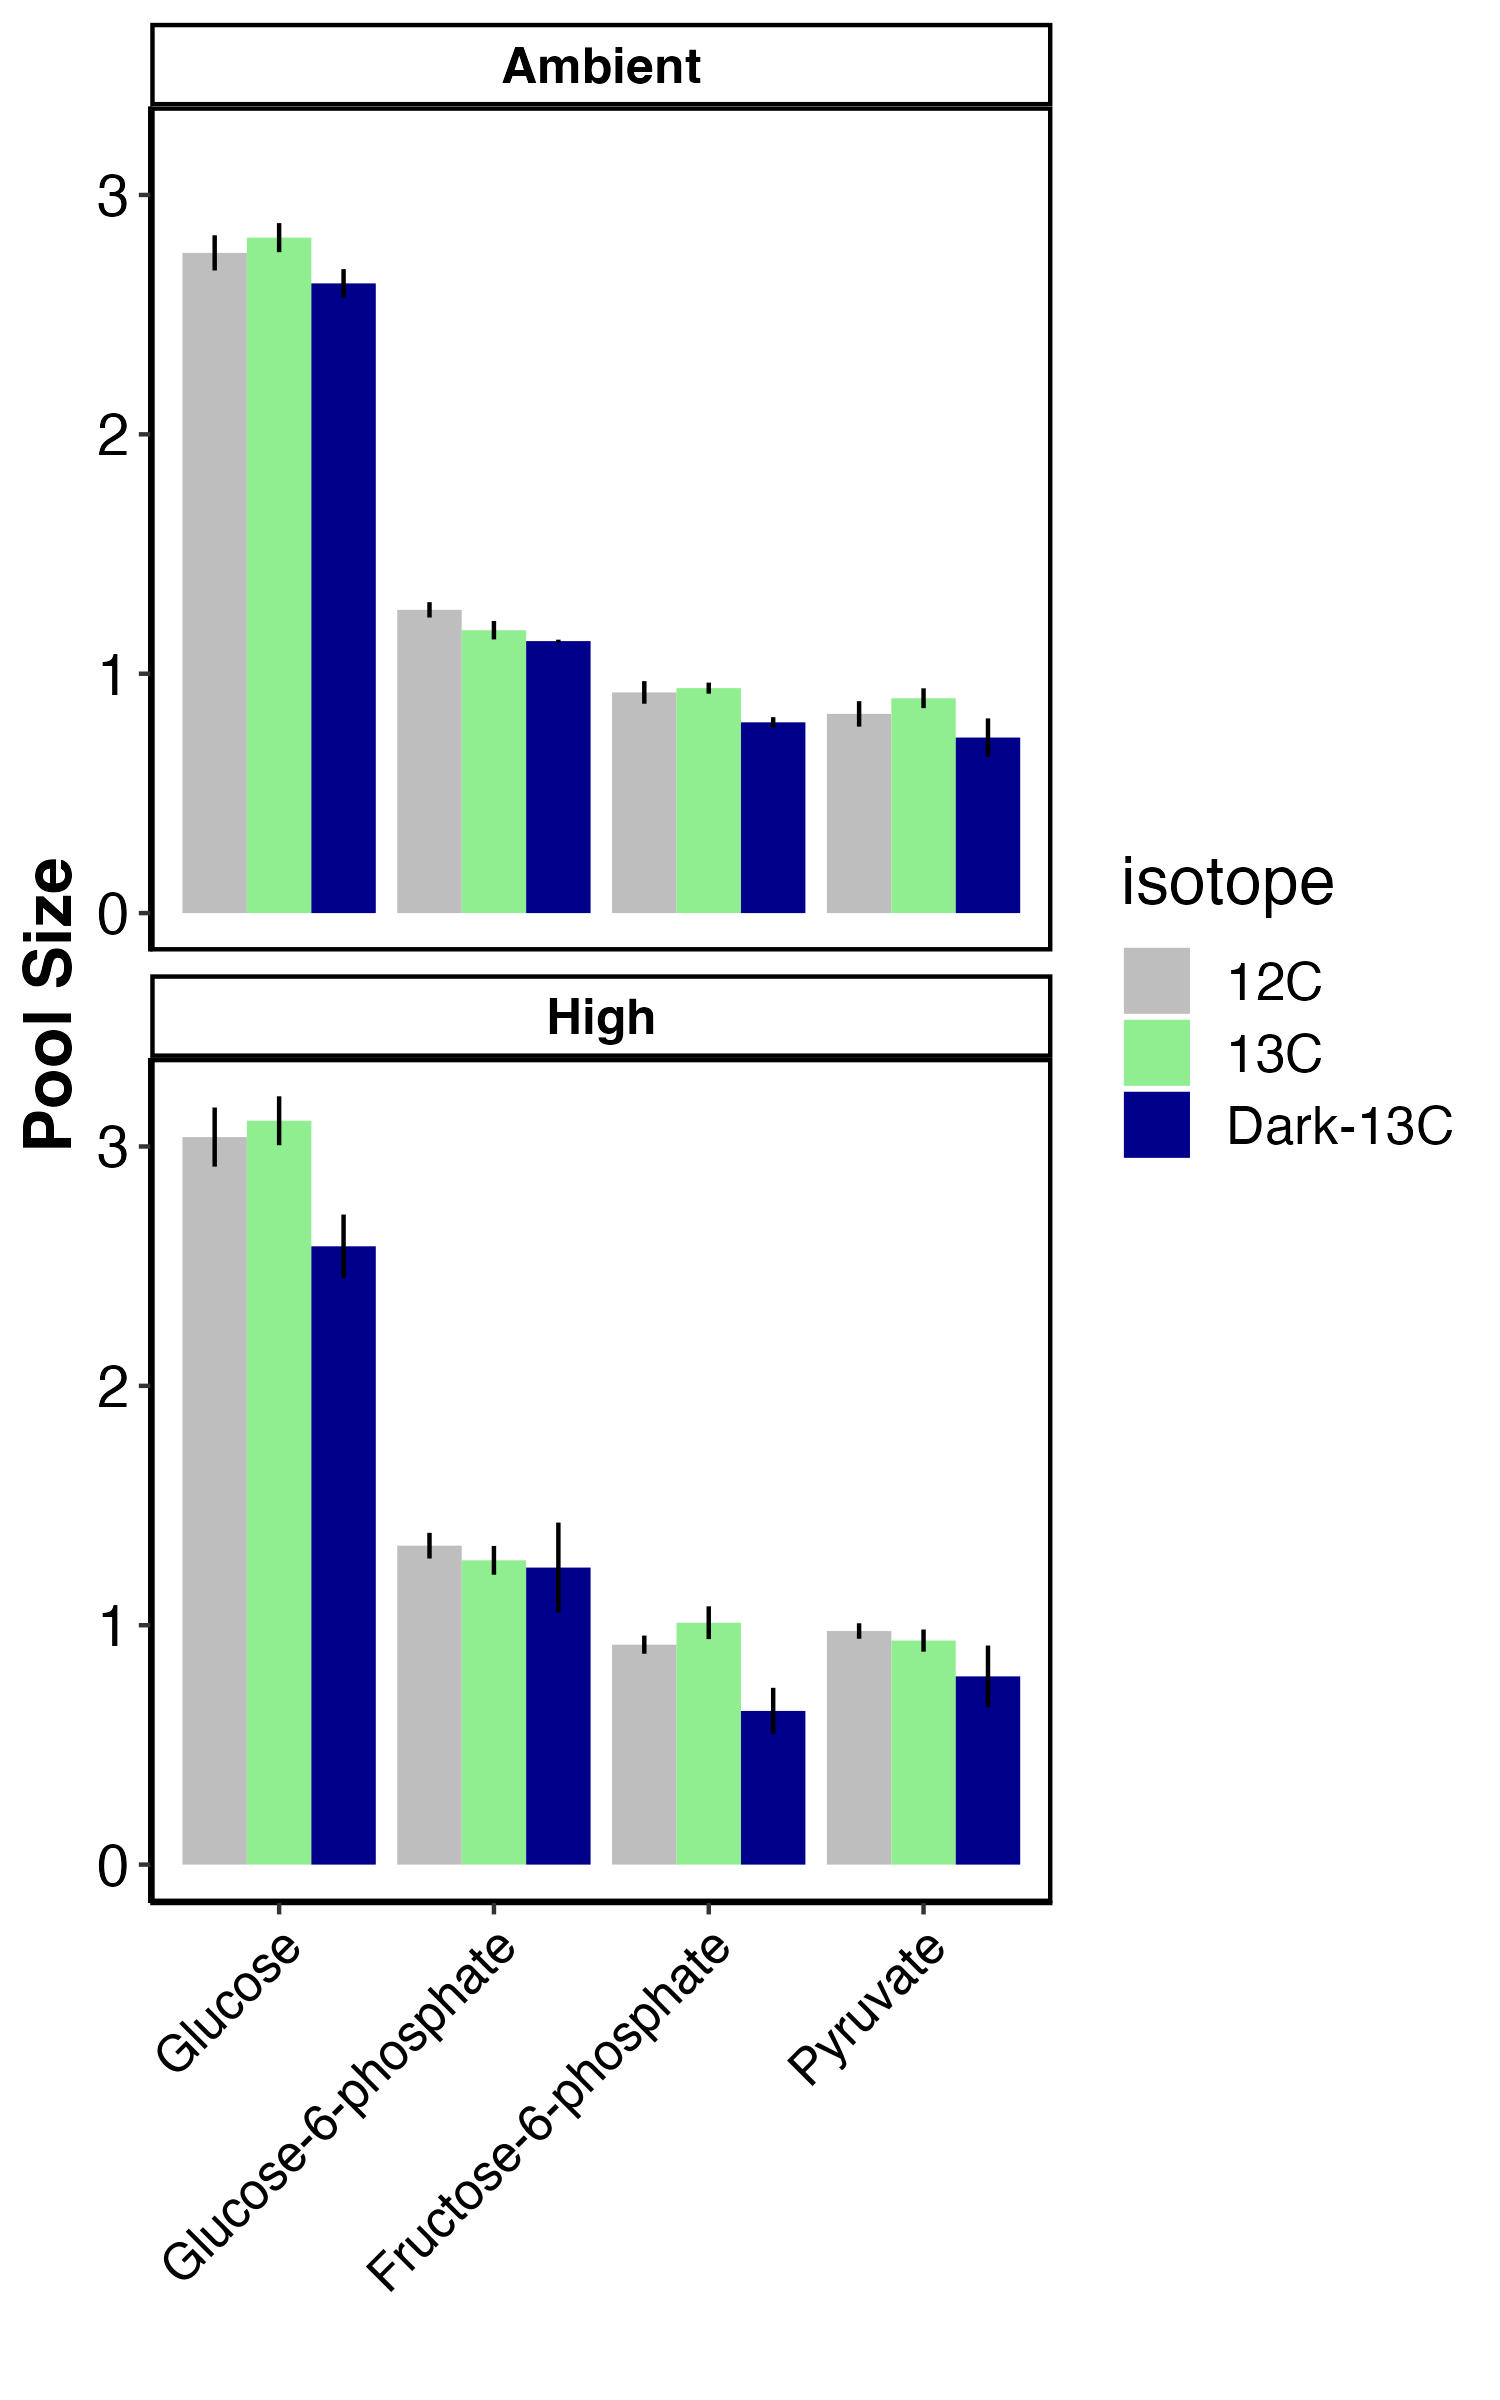 Ambient
3
2
1
0
Pool Size
High
3
2
1
0
Glucose
Glucose-6-phosphate
Fructose-6-phosphate
Pyruvate
isotope
12C
13C
Dark-13C